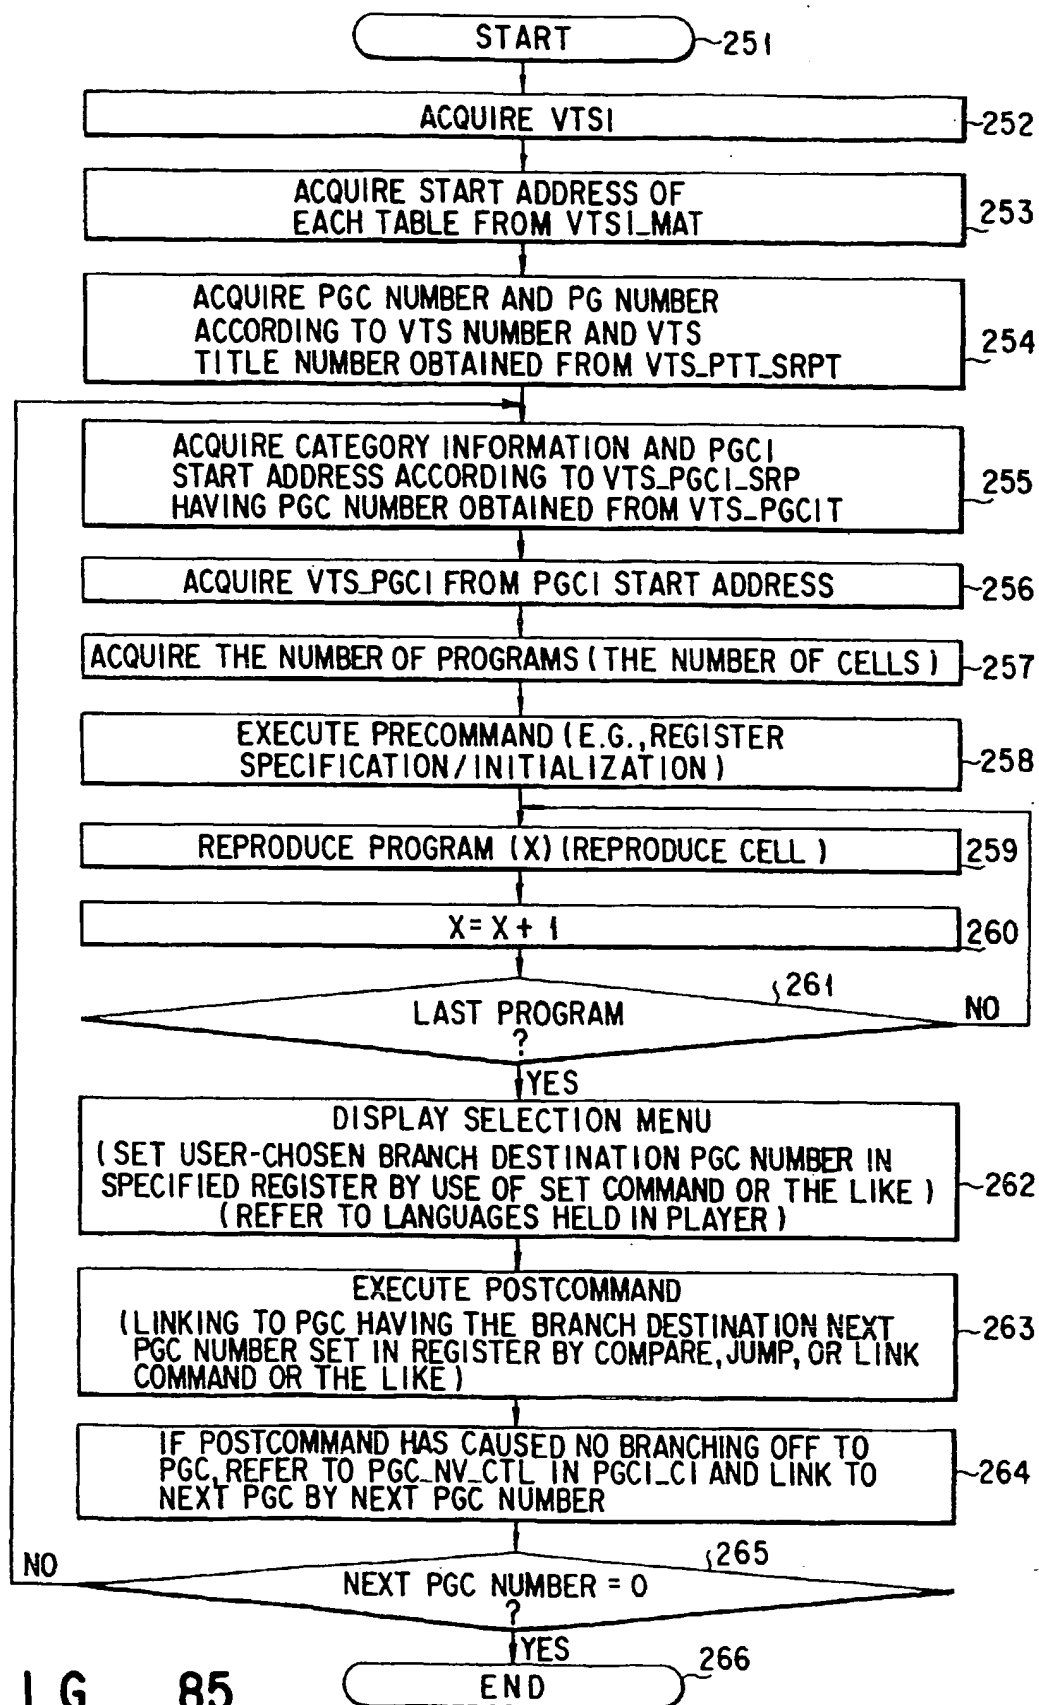 START
251
ACQUIRE VTSI
252
ACQUIRE START ADDRESS OF
EACH TABLE FROM VTSI_MAT
253
ACQUIRE PGC NUMBER AND PG NUMBER
ACCORDING TO VTS NUMBER AND VTS
TITLE NUMBER OBTAINED FROM VTS_PTT_SRPT
254
ACQUIRE CATEGORY INFORMATION AND PGCI
START ADDRESS ACCORDING TO VTS_PGCI_SRP
HAVING PGC NUMBER OBTAINED FROM VTS_PGCIT
255
ACQUIRE VTS_PGCI FROM PGCI START ADDRESS
256
ACQUIRE THE NUMBER OF PROGRAMS (THE NUMBER OF CELLS)
257
EXECUTE PRECOMMAND (E.G., REGISTER
SPECIFICATION/INITIALIZATION)
258
REPRODUCE PROGRAM (X) (REPRODUCE CELL)
259
X = X + 1
260
261
LAST PROGRAM
?
NO
YES
DISPLAY SELECTION MENU
(SET USER-CHOSEN BRANCH DESTINATION PGC NUMBER IN
SPECIFIED REGISTER BY USE OF SET COMMAND OR THE LIKE)
(REFER TO LANGUAGES HELD IN PLAYER)
262
EXECUTE POSTCOMMAND
(LINKING TO PGC HAVING THE BRANCH DESTINATION NEXT
PGC NUMBER SET IN REGISTER BY COMPARE, JUMP, OR LINK
COMMAND OR THE LIKE)
263
IF POSTCOMMAND HAS CAUSED NO BRANCHING OFF TO
PGC, REFER TO PGC_NV_CTL IN PGCI_CI AND LINK TO
NEXT PGC BY NEXT PGC NUMBER
264
265
NO
NEXT PGC NUMBER = 0
?
YES
266
END
I G. 85